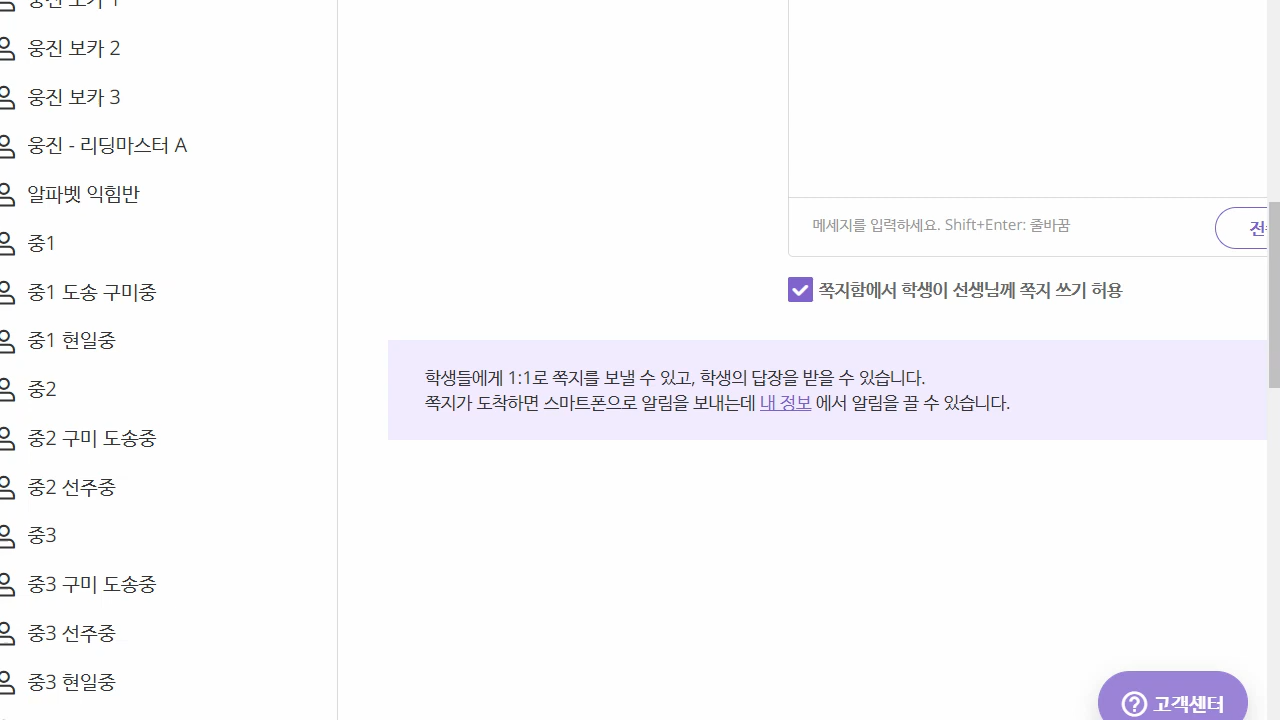 웅진 보카 1
웅진 보카 2
웅진 보카 3
웅진 - 리딩마스터 A
알파벳 익힘반
중1
중1 도송 구미중
중1 현일중
중2
중2 구미 도송중
중2 선주중
중3
중3 구미 도송중
중3 선주중
중3 현일중
메세지를 입력하세요. Shift+Enter: 줄바꿈
쪽지함에서 학생이 선생님께 쪽지 쓰기 허용
학생들에게 1:1로 쪽지를 보낼 수 있고, 학생의 답장을 받을 수 있습니다.
쪽지가 도착하면 스마트폰으로 알림을 보내는데 내 정보 에서 알림을 끌 수 있습니다.
고객센터